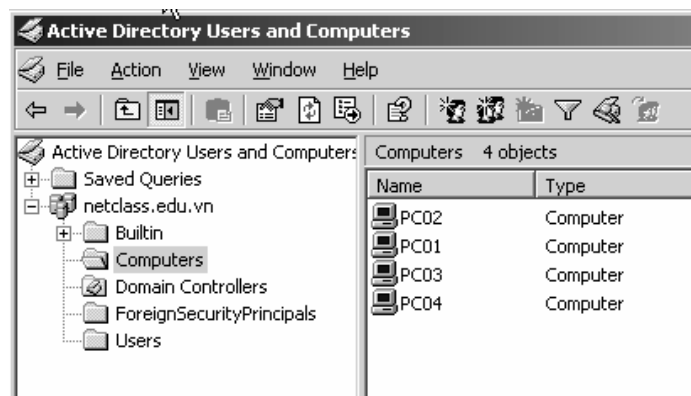 Active Directory Users and Computers
File Action View Window Help
Active Directory Users and Computers
Saved Queries
netclass.edu.vn
Builtin
Computers
Domain Controllers
ForeignSecurityPrincipals
Users
Computers 4 objects
Name Type
PC02 Computer
PC01 Computer
PC03 Computer
PC04 Computer